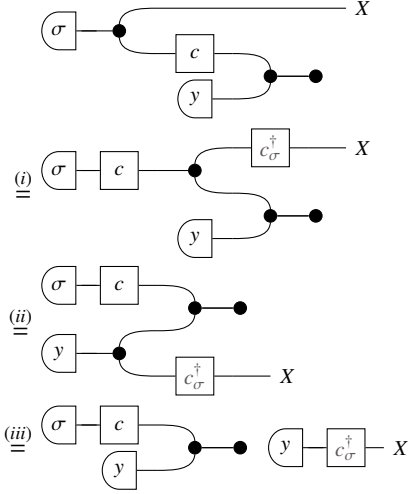 σ X
c
y
(i) = σ c c†σ X
y
(ii) = σ c
y c†σ X
(iii) = σ c y c†σ X
y